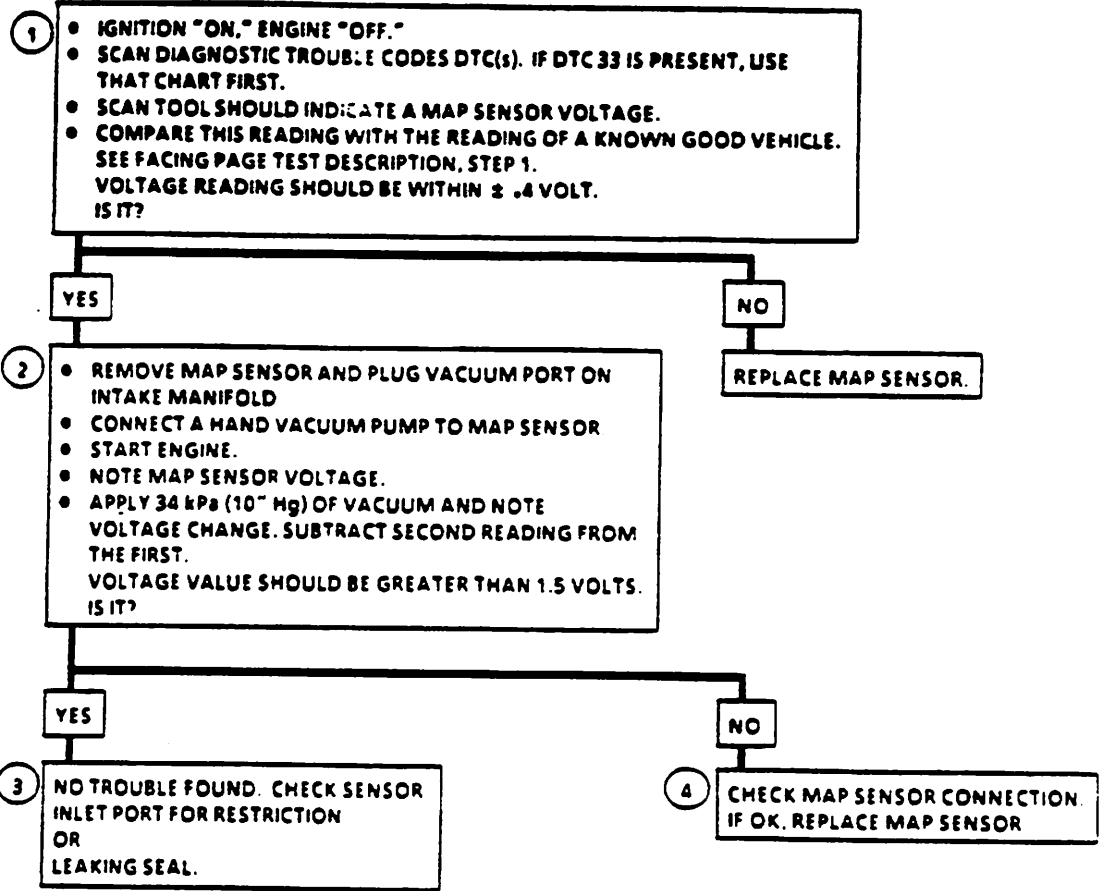 1
● IGNITION "ON," ENGINE "OFF."
● SCAN DIAGNOSTIC TROUBLE CODES DTC(s). IF DTC 33 IS PRESENT, USE
THAT CHART FIRST.
● SCAN TOOL SHOULD INDICATE A MAP SENSOR VOLTAGE.
● COMPARE THIS READING WITH THE READING OF A KNOWN GOOD VEHICLE.
SEE FACING PAGE TEST DESCRIPTION, STEP 1.
VOLTAGE READING SHOULD BE WITHIN ± .4 VOLT.
IS IT?
YES
NO
REPLACE MAP SENSOR.
2
● REMOVE MAP SENSOR AND PLUG VACUUM PORT ON
INTAKE MANIFOLD
● CONNECT A HAND VACUUM PUMP TO MAP SENSOR
● START ENGINE.
● NOTE MAP SENSOR VOLTAGE.
● APPLY 34 kPa (10" Hg) OF VACUUM AND NOTE
VOLTAGE CHANGE. SUBTRACT SECOND READING FROM
THE FIRST.
VOLTAGE VALUE SHOULD BE GREATER THAN 1.5 VOLTS.
IS IT?
YES
NO
3
NO TROUBLE FOUND. CHECK SENSOR
INLET PORT FOR RESTRICTION
OR
LEAKING SEAL.
4
CHECK MAP SENSOR CONNECTION.
IF OK, REPLACE MAP SENSOR